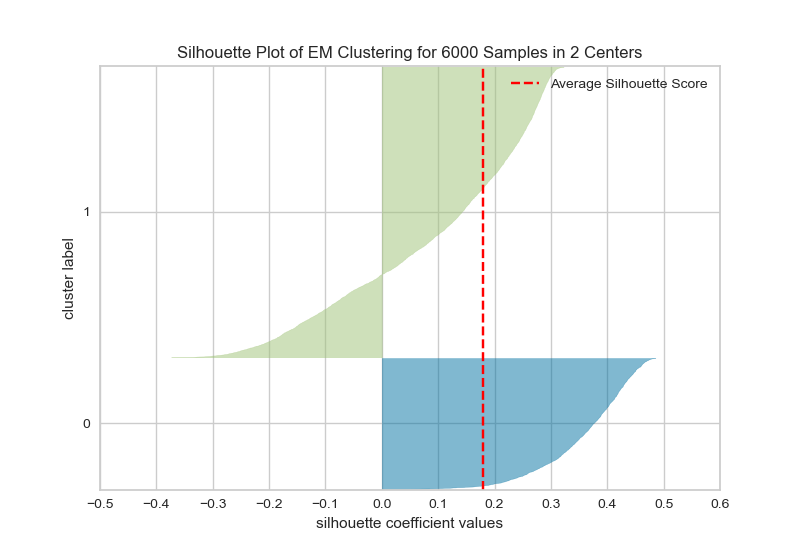 Silhouette Plot of EM Clustering for 6000 Samples in 2 Centers
Average Silhouette Score
cluster label
1
0
−0.5 −0.4 −0.3 −0.2 −0.1 0.0 0.1 0.2 0.3 0.4 0.5 0.6
silhouette coefficient values